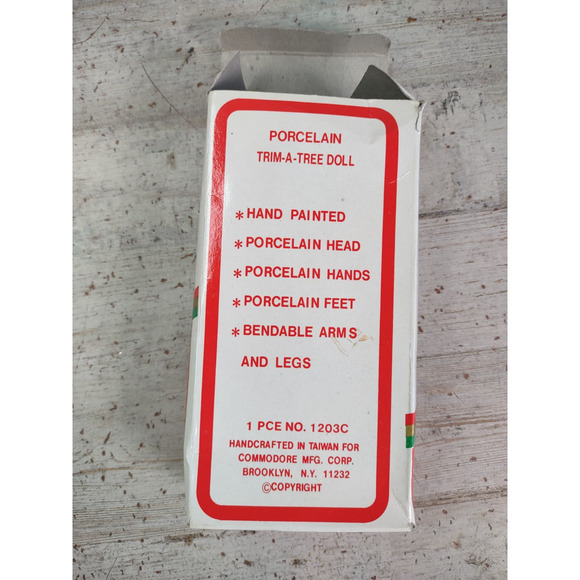 PORCELAIN
TRIM-A-TREE DOLL
*HAND PAINTED
*PORCELAIN HEAD
*PORCELAIN HANDS
*PORCELAIN FEET
*BENDABLE ARMS
AND LEGS
1 PCE NO. 1203C
HANDCRAFTED IN TAIWAN FOR
COMMODORE MFG. CORP.
BROOKLYN, N.Y. 11232
©COPYRIGHT